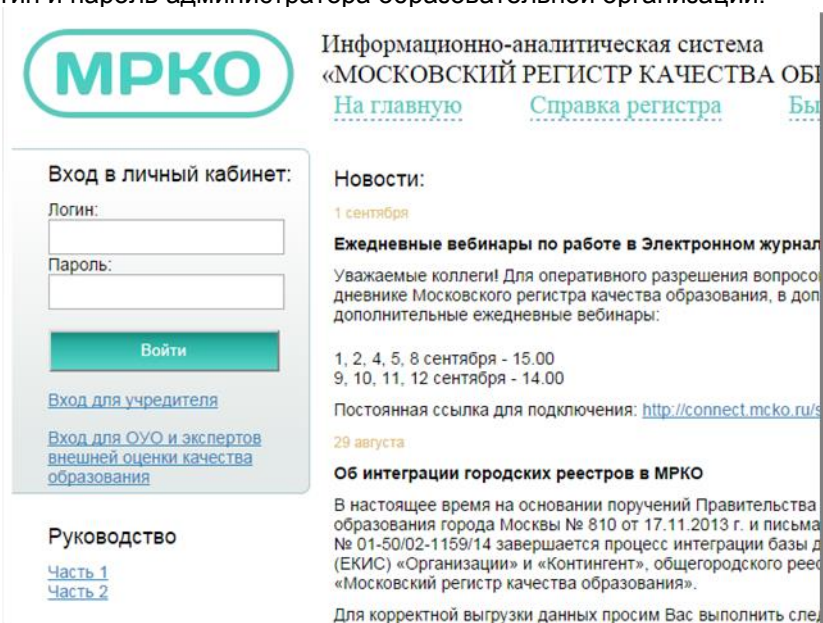 и пароль администратора образовательной организации.
МРКО
Информационно-аналитическая система
«МОСКОВСКИЙ РЕГИСТР КАЧЕСТВА
На главную Справка регистра
Вход в личный кабинет:
Логин:
Пароль:
Войти
Вход для учредителя
Вход для ОУО и экспертов
внешней оценки качества
образования
Руководство
Часть 1
Часть 2
Новости:
1 сентября
Ежедневные вебинары по работе в Электронном
Уважаемые коллеги! Для оперативного разрешения
дневнике Московского регистра качества образования, в
дополнительные ежедневные вебинары:
1, 2, 4, 5, 8 сентября - 15.00
9, 10, 11, 12 сентября - 14.00
Постоянная ссылка для подключения: http://connect.mcko.ru/s
29 августа
Об интеграции городских реестров в МРКО
В настоящее время на основании поручений Правительства
образования города Москвы № 810 от 17.11.2013 г. и письма
№ 01-50/02-1159/14 завершается процесс интеграции базы
(ЕКИС) «Организации» и «Контингент», общегородского
«Московский регистр качества образования».
Для корректной выгрузки данных просим Вас выполнить